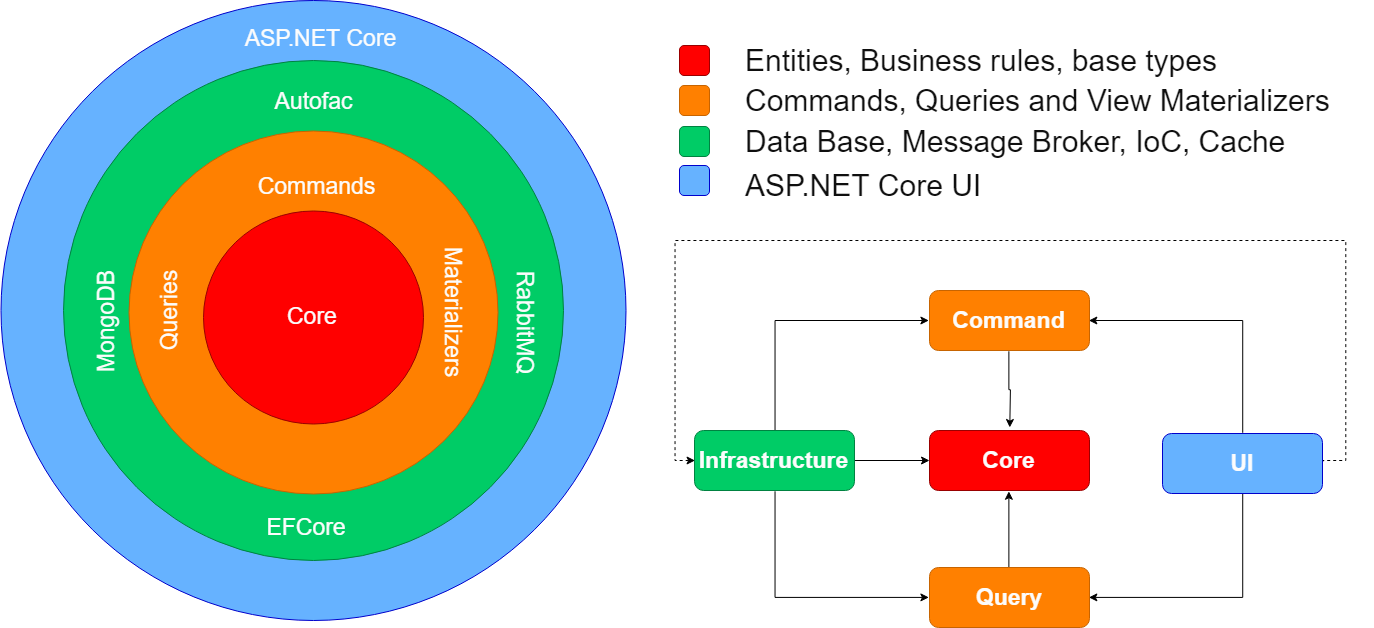 ASP.NET Core
Autofac
Commands
MongoDB
Queries
Core
Materializers
RabbitMQ
EFCore
Entities, Business rules, base types
Commands, Queries and View Materializers
Data Base, Message Broker, IoC, Cache
ASP.NET Core UI
Command
Infrastructure
Core
UI
Query